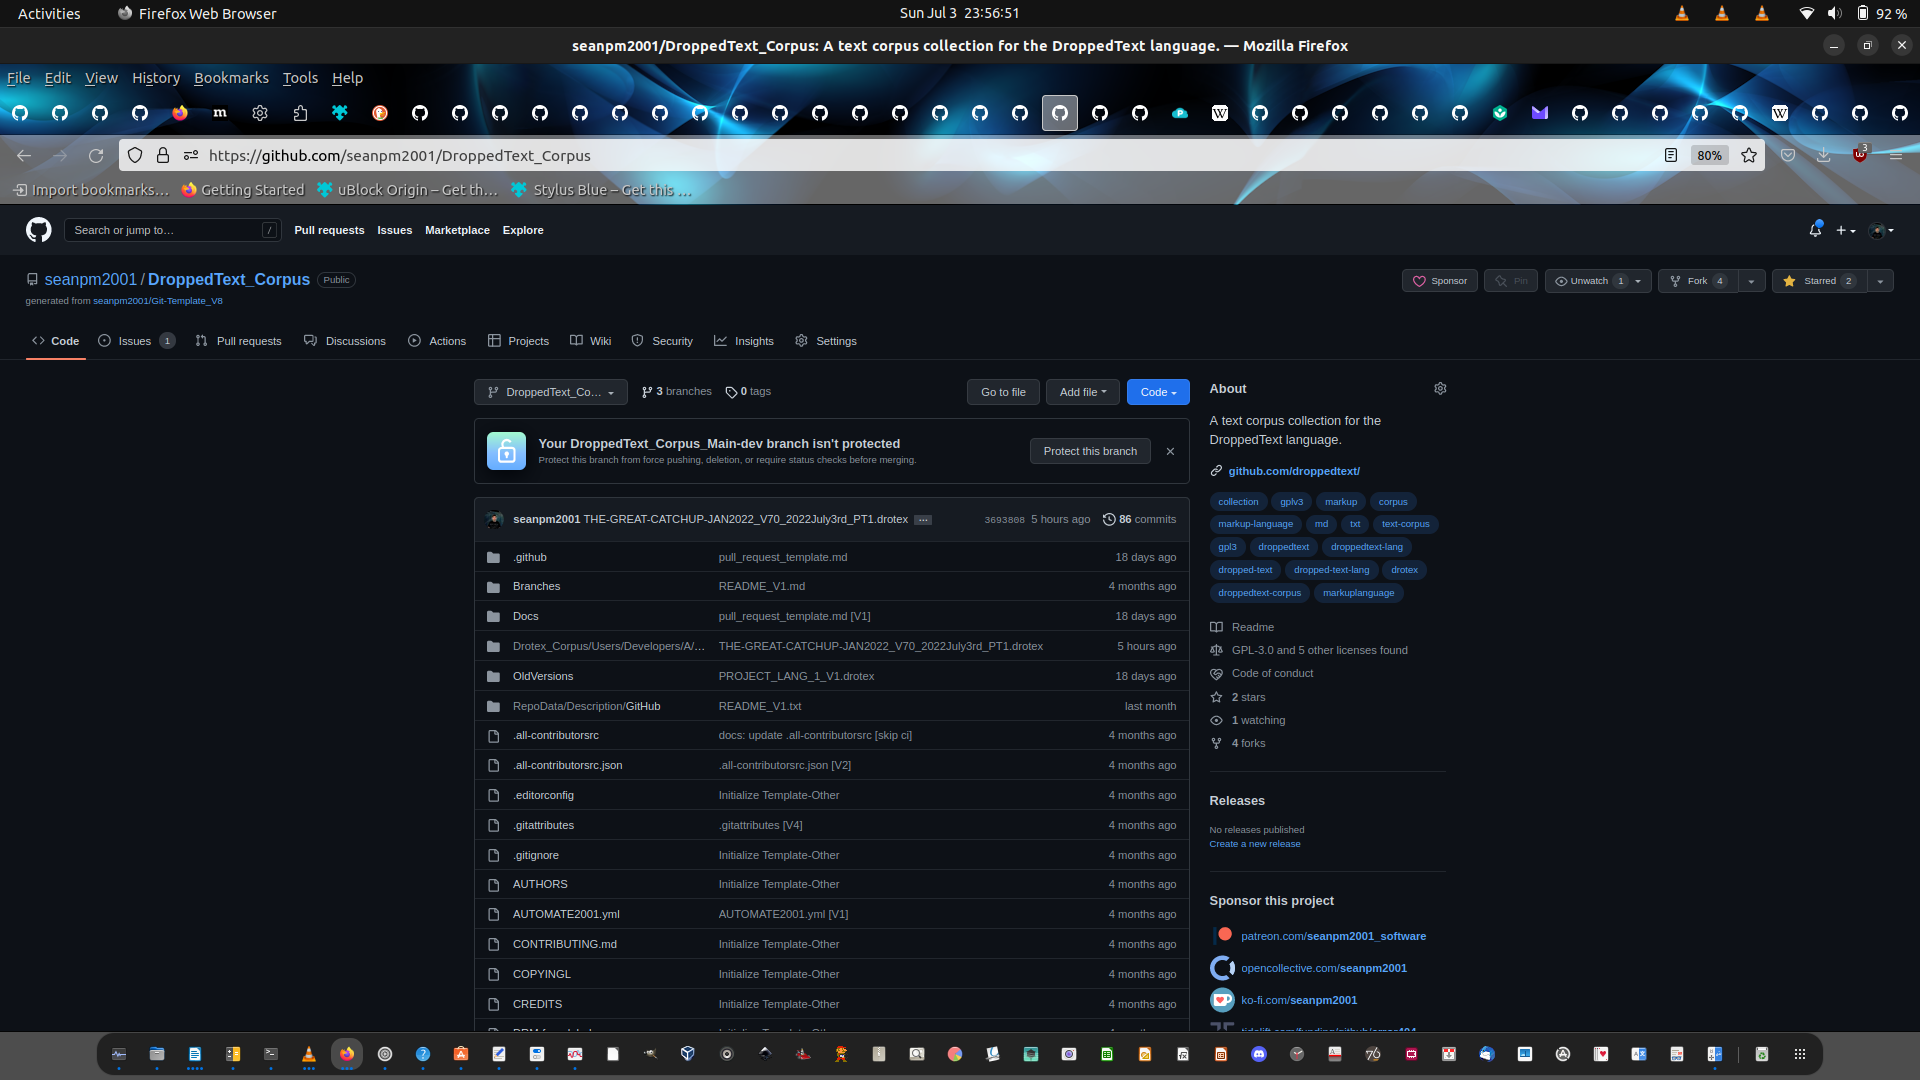 Activities
Firefox Web Browser
Sun Jul 3 23:56:51
92 %
seanpm2001/DroppedText_Corpus: A text corpus collection for the DroppedText language. — Mozilla Firefox
File Edit View History Bookmarks Tools Help
https://github.com/seanpm2001/DroppedText_Corpus
80%
3
Import bookmarks…
Getting Started
uBlock Origin – Get th…
Stylus Blue – Get this …
Search or jump to…
/
Pull requests Issues Marketplace Explore
seanpm2001 / DroppedText_Corpus Public
generated from seanpm2001/Git-Template_V8
Sponsor
Pin
Unwatch 1
Fork 4
Starred 2
Code
Issues 1
Pull requests
Discussions
Actions
Projects
Wiki
Security
Insights
Settings
DroppedText_Co…
3 branches
0 tags
Go to file
Add file
Code
Your DroppedText_Corpus_Main-dev branch isn't protected
Protect this branch from force pushing, deletion, or require status checks before merging.
Protect this branch
seanpm2001 THE-GREAT-CATCHUP-JAN2022_V70_2022July3rd_PT1.drotex … 3693808 5 hours ago 86 commits
.github pull_request_template.md 18 days ago
Branches README_V1.md 4 months ago
Docs pull_request_template.md [V1] 18 days ago
Drotex_Corpus/Users/Developers/A/… THE-GREAT-CATCHUP-JAN2022_V70_2022July3rd_PT1.drotex 5 hours ago
OldVersions PROJECT_LANG_1_V1.drotex 18 days ago
RepoData/Description/GitHub README_V1.txt last month
.all-contributorsrc docs: update .all-contributorsrc [skip ci] 4 months ago
.all-contributorsrc.json .all-contributorsrc.json [V2] 4 months ago
.editorconfig Initialize Template-Other 4 months ago
.gitattributes .gitattributes [V4] 4 months ago
.gitignore Initialize Template-Other 4 months ago
AUTHORS Initialize Template-Other 4 months ago
AUTOMATE2001.yml AUTOMATE2001.yml [V1] 4 months ago
CONTRIBUTING.md Initialize Template-Other 4 months ago
COPYINGL Initialize Template-Other 4 months ago
CREDITS Initialize Template-Other 4 months ago
About
A text corpus collection for the
DroppedText language.
github.com/droppedtext/
collection gplv3 markup corpus
markup-language md txt text-corpus
gpl3 droppedtext droppedtext-lang
dropped-text dropped-text-lang drotex
droppedtext-corpus markuplanguage
Readme
GPL-3.0 and 5 other licenses found
Code of conduct
2 stars
1 watching
4 forks
Releases
No releases published
Create a new release
Sponsor this project
patreon.com/seanpm2001_software
opencollective.com/seanpm2001
ko-fi.com/seanpm2001